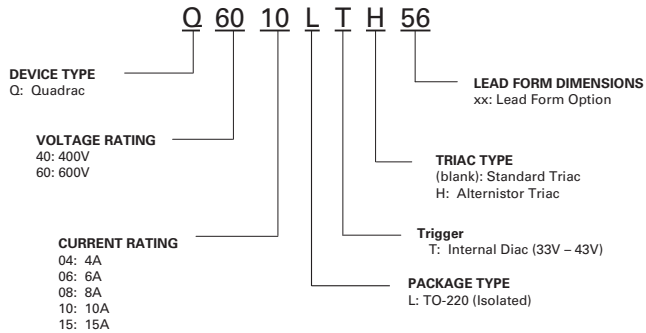 Q 60 10 L T H 56
DEVICE TYPE
Q: Quadrac
VOLTAGE RATING
40: 400V
60: 600V
CURRENT RATING
04: 4A
06: 6A
08: 8A
10: 10A
15: 15A
LEAD FORM DIMENSIONS
xx: Lead Form Option
TRIAC TYPE
(blank): Standard Triac
H: Alternistor Triac
Trigger
T: Internal Diac (33V – 43V)
PACKAGE TYPE
L: TO-220 (Isolated)